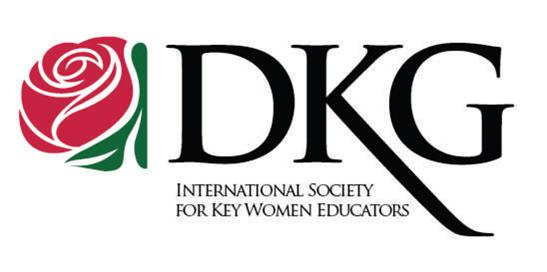 DKG
INTERNATIONAL SOCIETY
FOR KEY WOMEN EDUCATORS